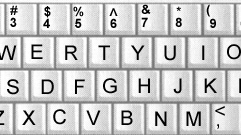 # $ % ^ & * (
3 4 5 6 7 8 9
W E R T Y U I O
S D F G H J K
Z X C V B N M <
,